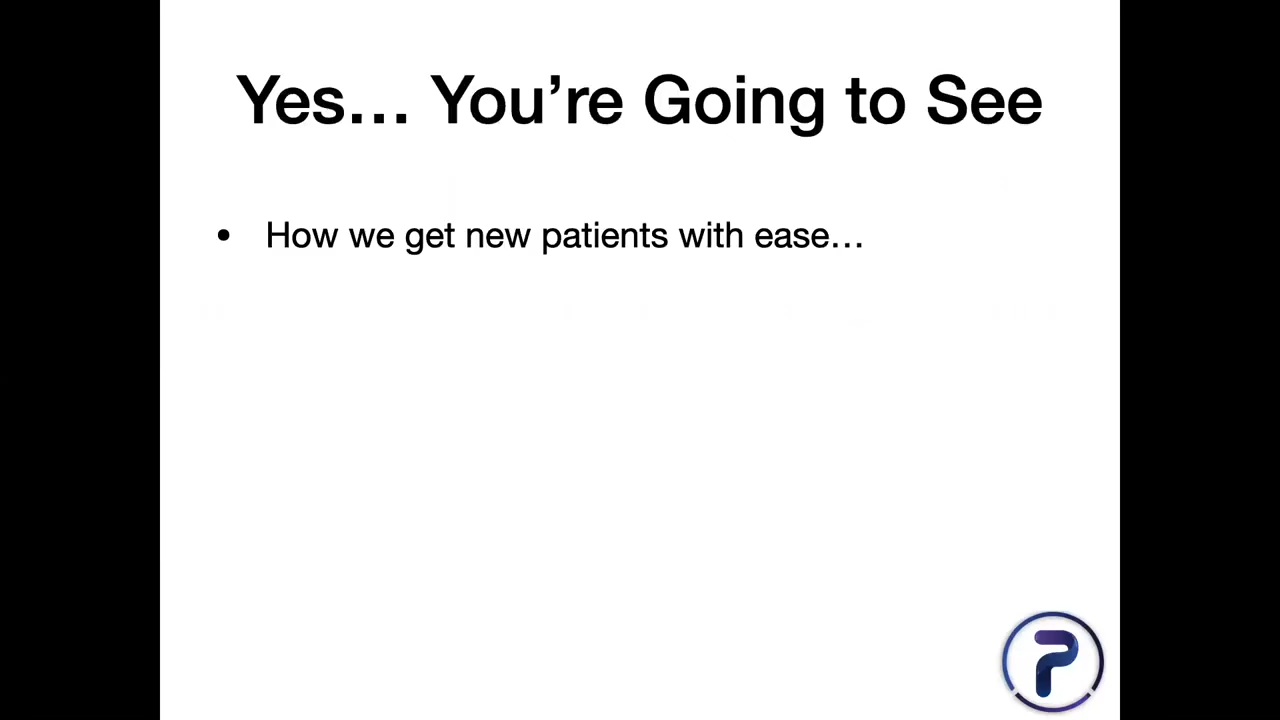 Yes… You’re Going to See
• How we get new patients with ease…